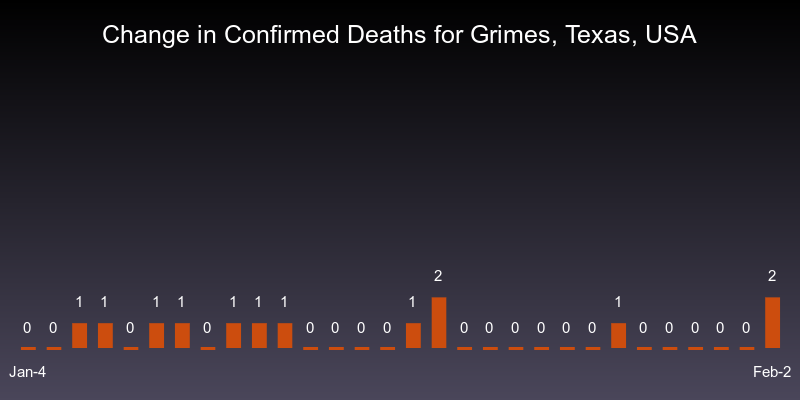 Change in Confirmed Deaths for Grimes, Texas, USA
2 2
1 1 1 1 1 1 1 1 1
0 0 0 0 0 0 0 0 0 0 0 0 0 0 0 0 0 0 0
Jan-4 Feb-2